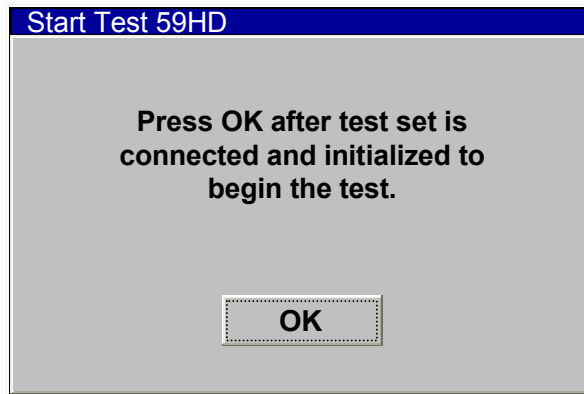 Start Test 59HD
Press OK after test set is
connected and initialized to
begin the test.
OK